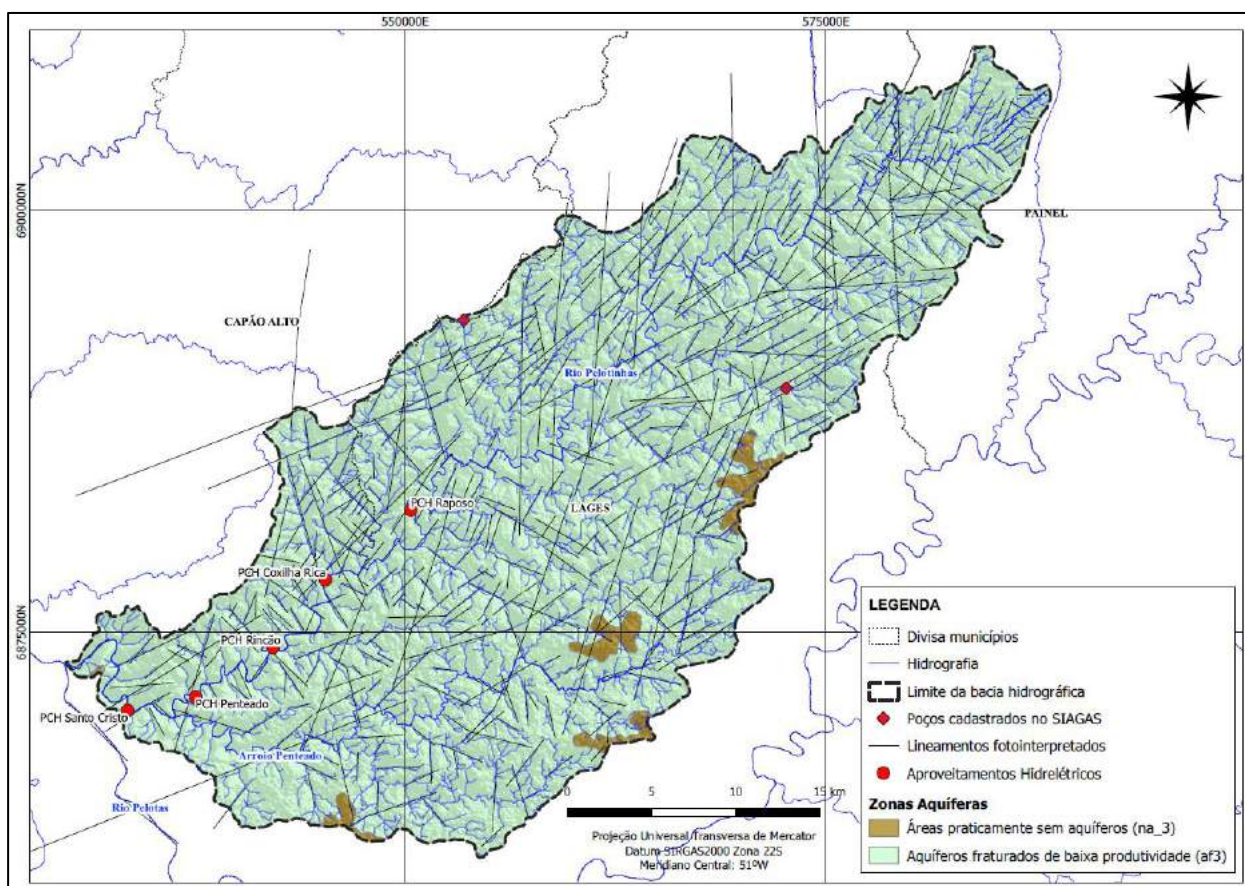 550000E
575000E
6900000N
PAINEL
CAPÃO ALTO
Rio Pelotinhas
PCH Raposo
LAGES
PCH Coxilha Rica
6875000N
PCH Rincão
PCH Penteado
PCH Santo Cristo
Arroio Penteado
Rio Pelotas
0 5 10 15 km
Projeção Universal Transversa de Mercator
Datum SIRGAS2000 Zona 22S
Meridiano Central: 51ºW
LEGENDA
Divisa municípios
Hidrografia
Limite da bacia hidrográfica
Poços cadastrados no SIAGAS
Lineamentos fotointerpretados
Aproveitamentos Hidrelétricos
Zonas Aquíferas
Áreas praticamente sem aquíferos (na_3)
Aquíferos fraturados de baixa produtividade (af3)